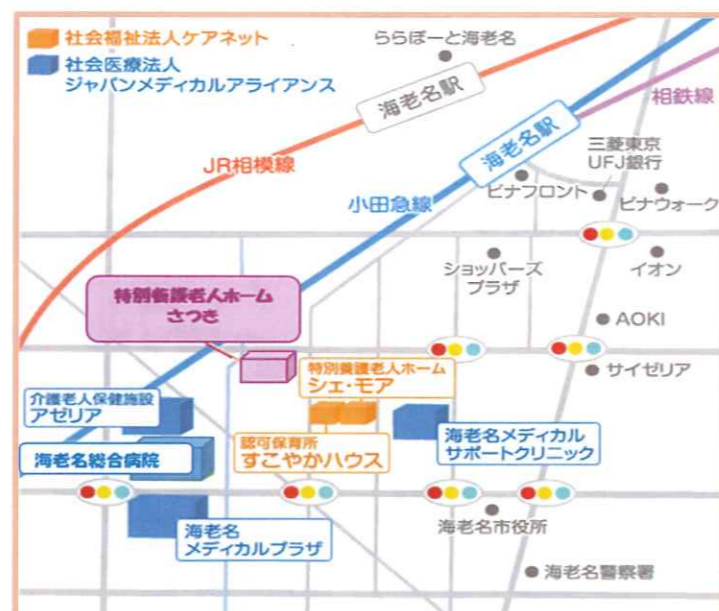 社会福祉法人ケアネット
社会医療法人
ジャパンメディカルアライアンス
ららぽーと海老名
海老名駅
相鉄線
海老名駅
三菱東京
UFJ銀行
JR相模線
ビナフロント
ビナウォーク
小田急線
ショッパーズ
プラザ
イオン
特別養護老人ホーム
さつき
AOKI
特別養護老人ホーム
シェ・モア
サイゼリア
介護老人保健施設
アゼリア
海老名総合病院
認可保育所
すこやかハウス
海老名メディカル
サポートクリニック
海老名
メディカルプラザ
海老名市役所
海老名警察署